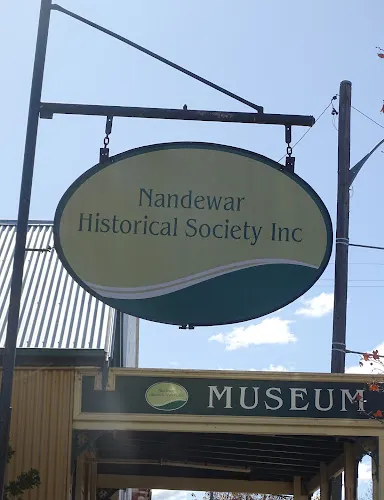 Nandewar
Historical Society Inc
MUSEUM